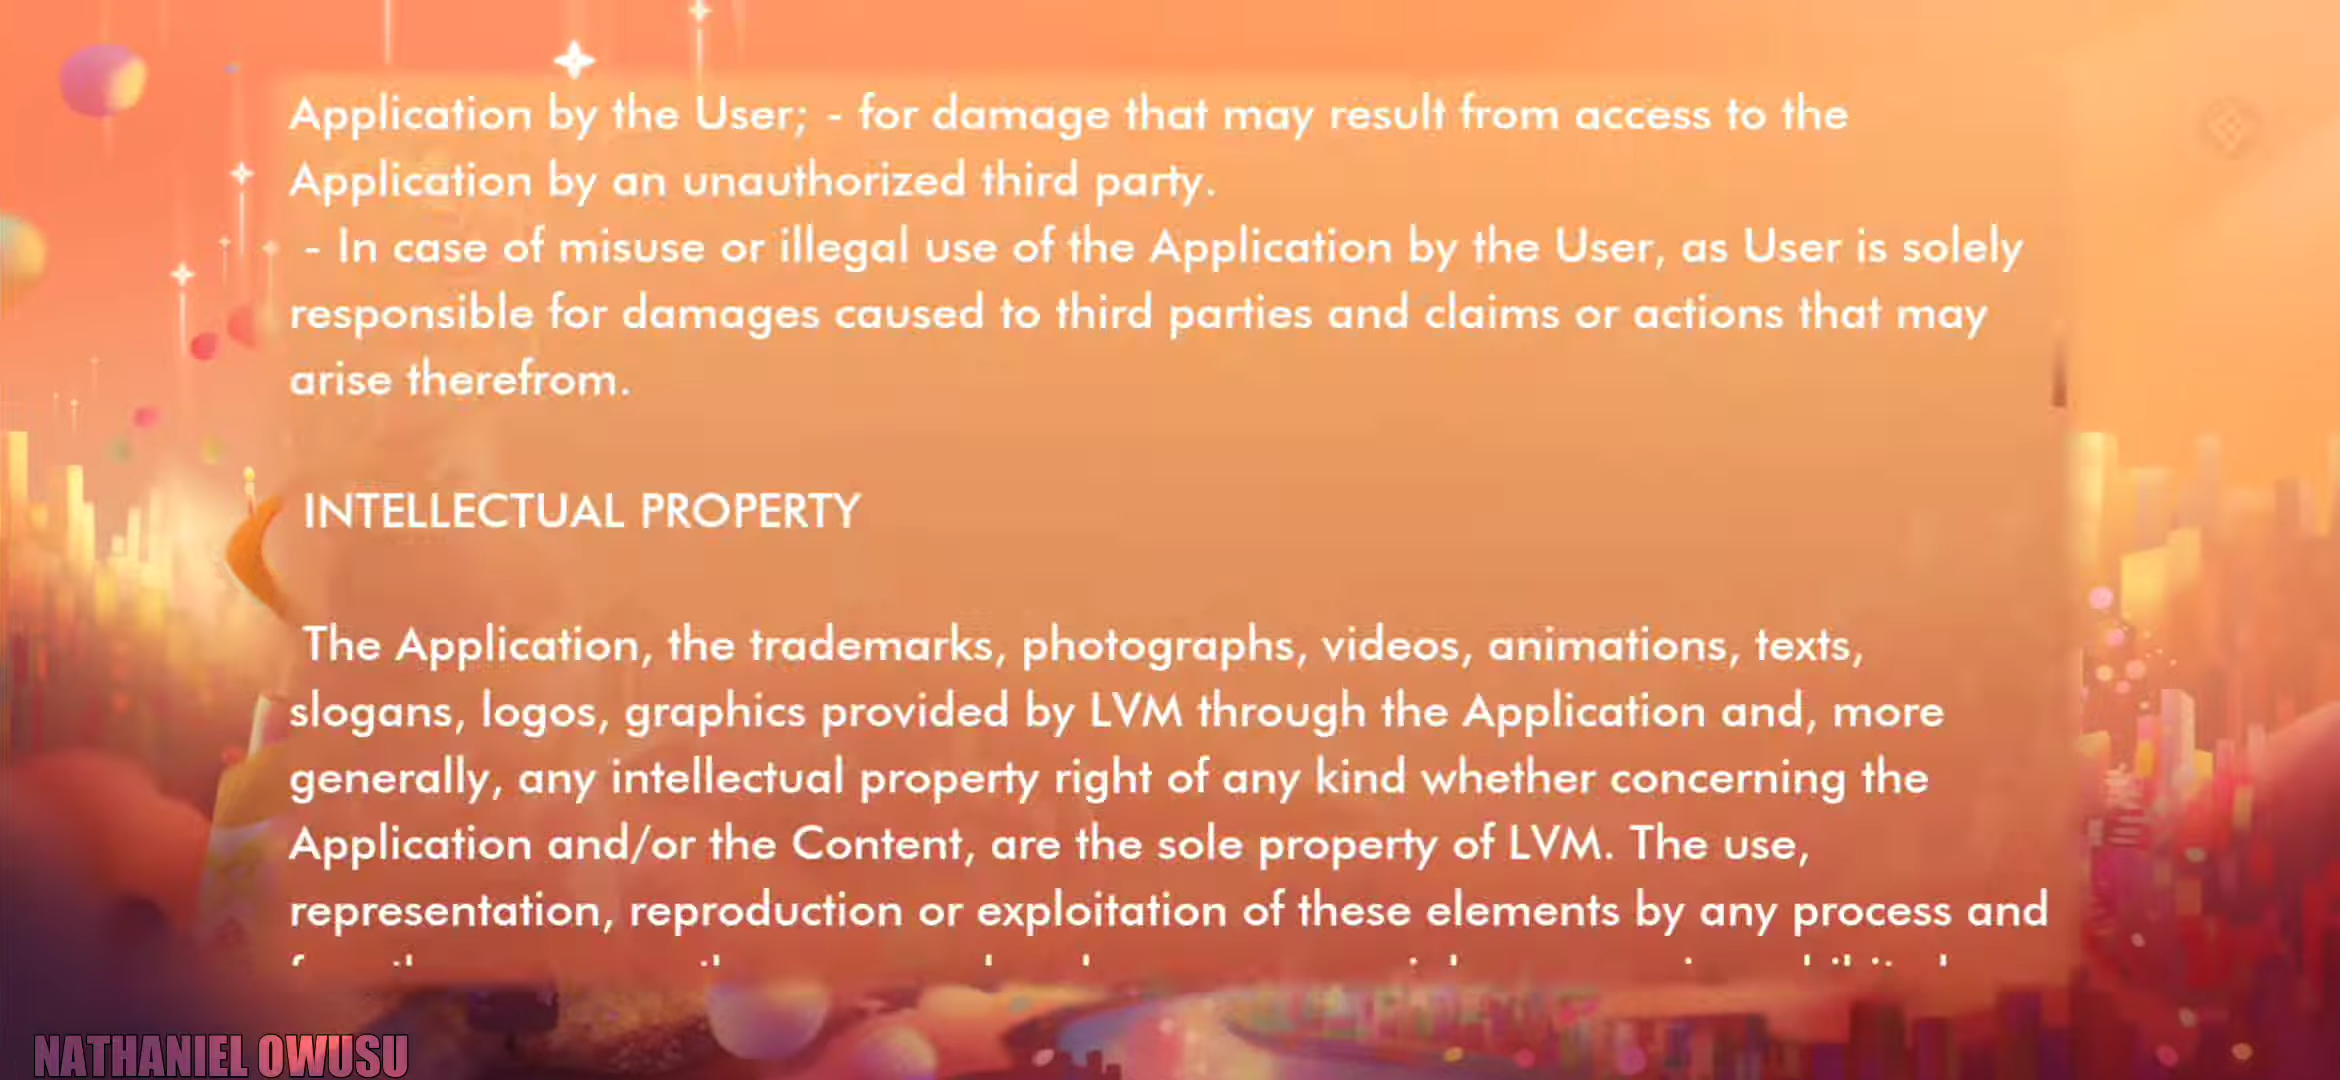 Application by the User; - for damage that may result from access to the
Application by an unauthorized third party.
- In case of misuse or illegal use of the Application by the User, as User is solely
responsible for damages caused to third parties and claims or actions that may
arise therefrom.
INTELLECTUAL PROPERTY
The Application, the trademarks, photographs, videos, animations, texts,
slogans, logos, graphics provided by LVM through the Application and, more
generally, any intellectual property right of any kind whether concerning the
Application and/or the Content, are the sole property of LVM. The use,
representation, reproduction or exploitation of these elements by any process and
NATHANIEL OWUSU